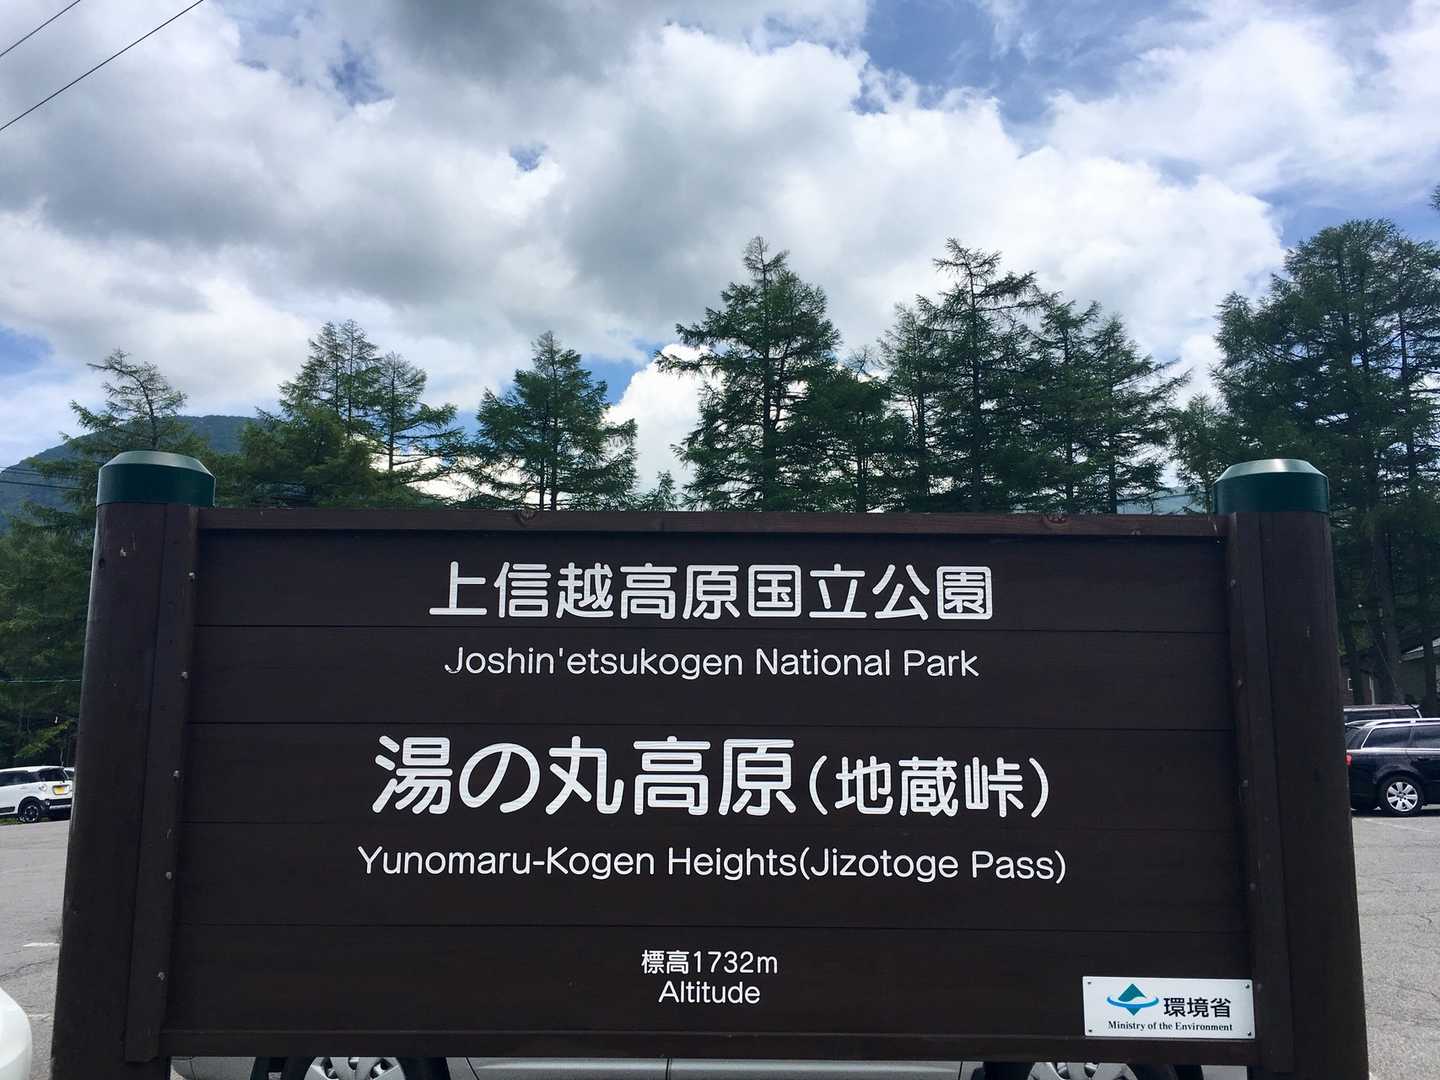 上信越高原国立公園
Joshin'etsukogen National Park
湯の丸高原(地蔵峠)
Yunomaru-Kogen Heights(Jizotoge Pass)
標高1732m
Altitude
環境省
Ministry of the Environment